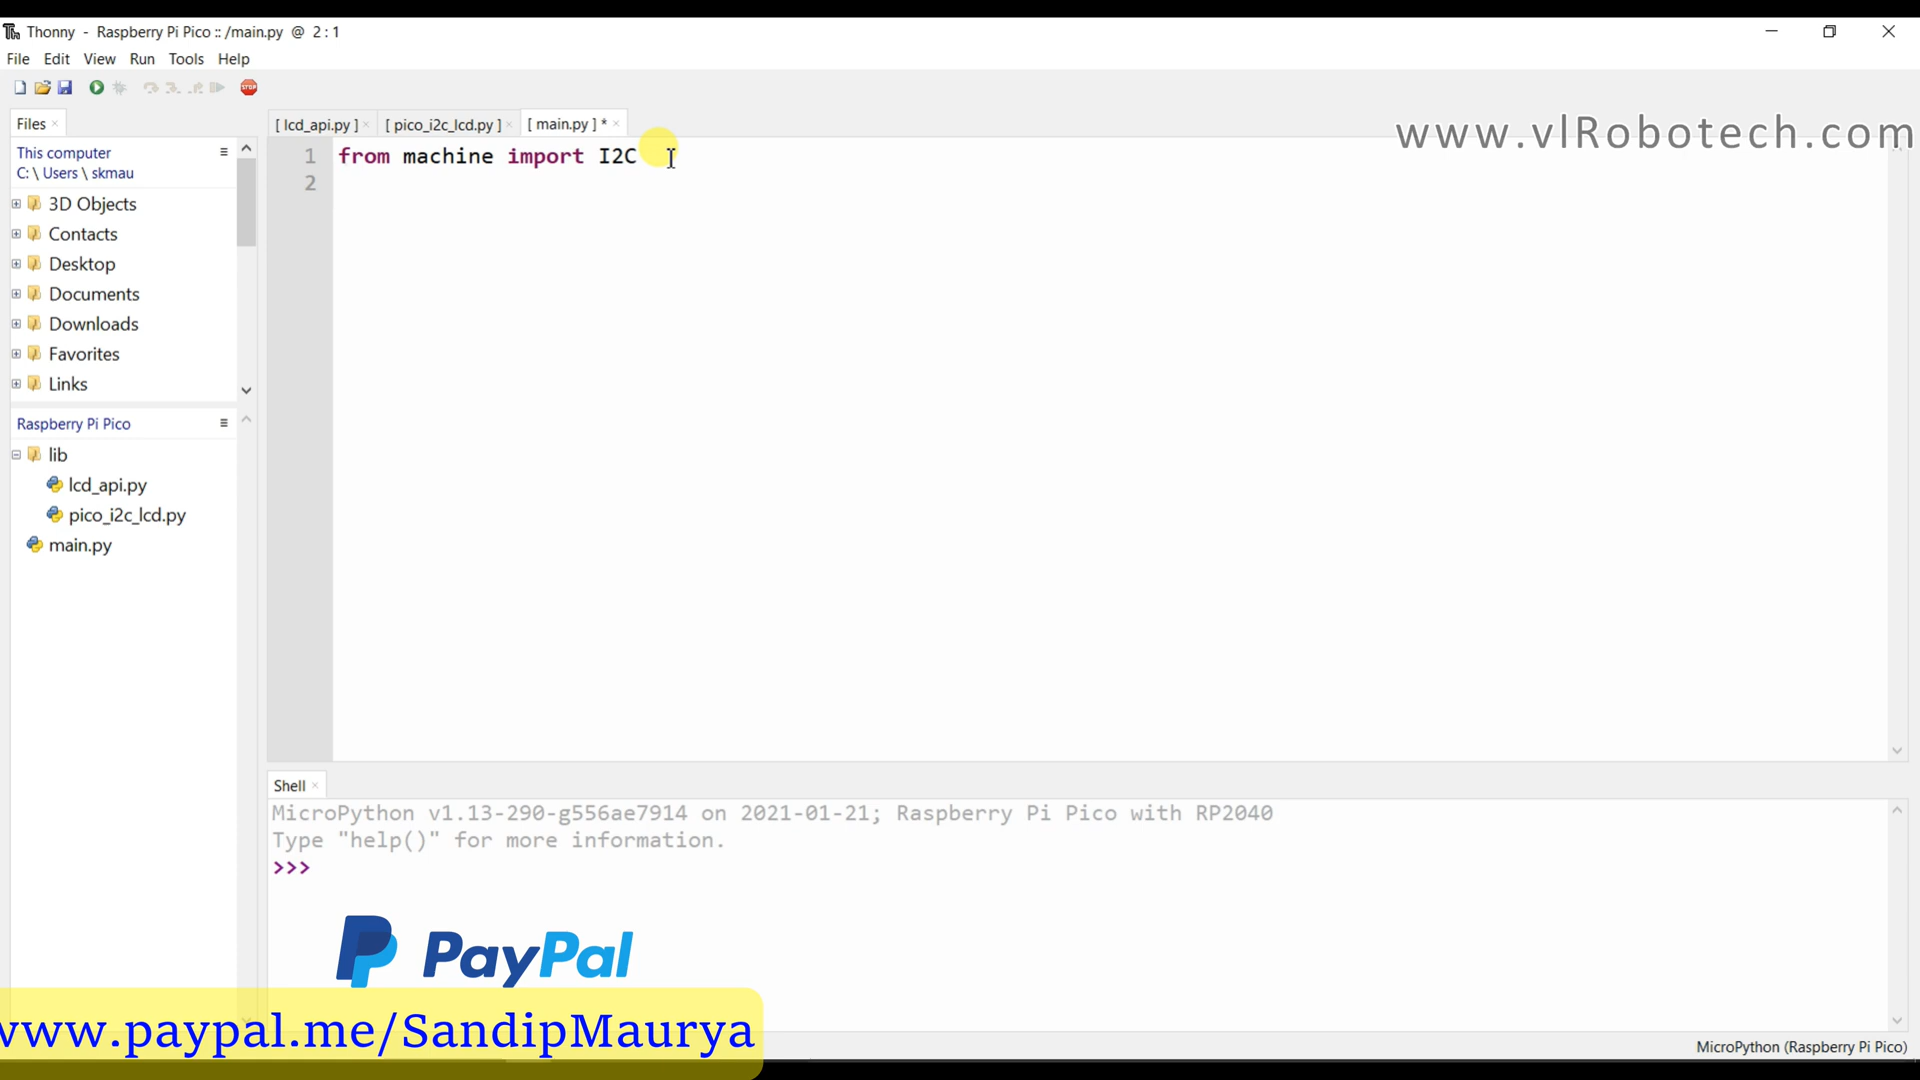 Thonny - Raspberry Pi Pico :: /main.py @ 2 : 1
File Edit View Run Tools Help
STOP
Files
[ lcd_api.py ]
[ pico_i2c_lcd.py ]
[ main.py ] *
www.vlRobotech.com
This computer
C: \ Users \ skmau
3D Objects
Contacts
Desktop
Documents
Downloads
Favorites
Links
Raspberry Pi Pico
lib
lcd_api.py
pico_i2c_lcd.py
main.py
1 from machine import I2C
2
Shell
MicroPython v1.13-290-g556ae7914 on 2021-01-21; Raspberry Pi Pico with RP2040
Type "help()" for more information.
>>>
PayPal
www.paypal.me/SandipMaurya
MicroPython (Raspberry Pi Pico)